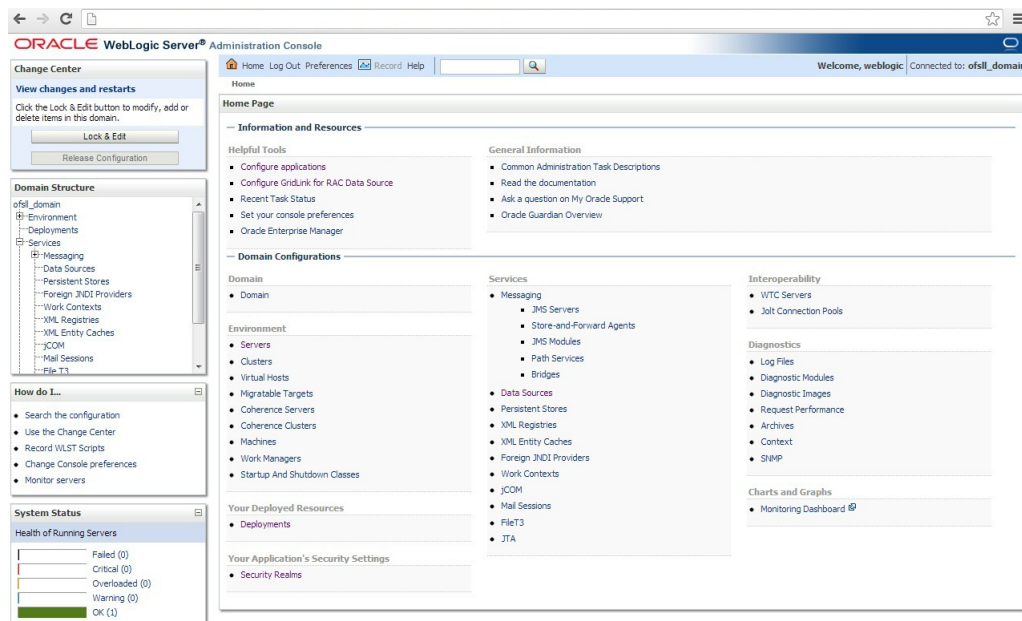 ORACLE WebLogic Server® Administration Console
Change Center
View changes and restarts
Click the Lock & Edit button to modify, add or
delete items in this domain.
Lock & Edit
Release Configuration
Domain Structure
ofsll_domain
Environment
Deployments
Services
Messaging
Data Sources
Persistent Stores
Foreign JNDI Providers
Work Contexts
XML Registries
XML Entity Caches
jCOM
Mail Sessions
File T3
How do I...
Search the configuration
Use the Change Center
Record WLST Scripts
Change Console preferences
Monitor servers
System Status
Health of Running Servers
Failed (0)
Critical (0)
Overloaded (0)
Warning (0)
OK (1)
Home Log Out Preferences Record Help
Welcome, weblogic Connected to: ofsll_domain
Home
Home Page
Information and Resources
Helpful Tools
Configure applications
Configure GridLink for RAC Data Source
Recent Task Status
Set your console preferences
Oracle Enterprise Manager
General Information
Common Administration Task Descriptions
Read the documentation
Ask a question on My Oracle Support
Oracle Guardian Overview
Domain Configurations
Domain
Domain
Environment
Servers
Clusters
Virtual Hosts
Migratable Targets
Coherence Servers
Coherence Clusters
Machines
Work Managers
Startup And Shutdown Classes
Your Deployed Resources
Deployments
Your Application's Security Settings
Security Realms
Services
Messaging
JMS Servers
Store-and-Forward Agents
JMS Modules
Path Services
Bridges
Data Sources
Persistent Stores
XML Registries
XML Entity Caches
Foreign JNDI Providers
Work Contexts
jCOM
Mail Sessions
FileT3
JTA
Interoperability
WTC Servers
Jolt Connection Pools
Diagnostics
Log Files
Diagnostic Modules
Diagnostic Images
Request Performance
Archives
Context
SNMP
Charts and Graphs
Monitoring Dashboard